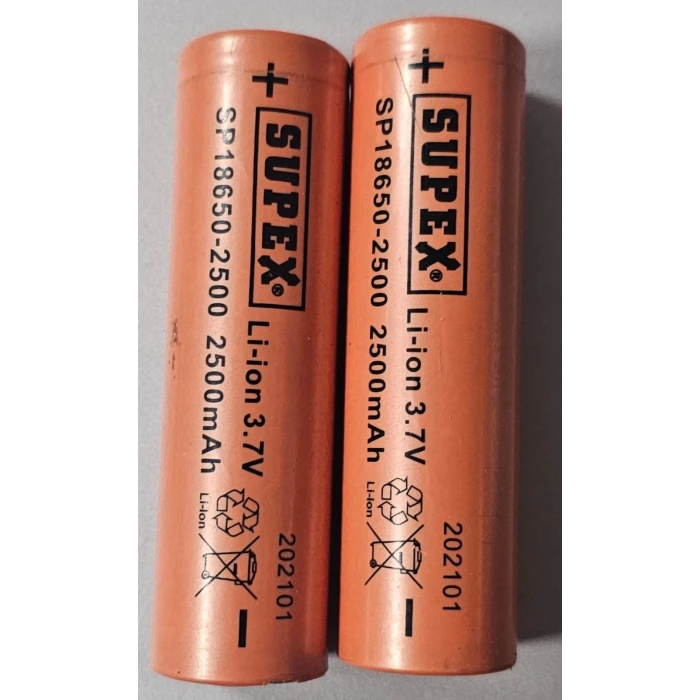 +
SUPEX®
Li-ion 3.7V
SP18650-2500 2500mAh
Li-ion
202101
−
+
SUPEX®
Li-ion 3.7V
SP18650-2500 2500mAh
Li-ion
202101
−